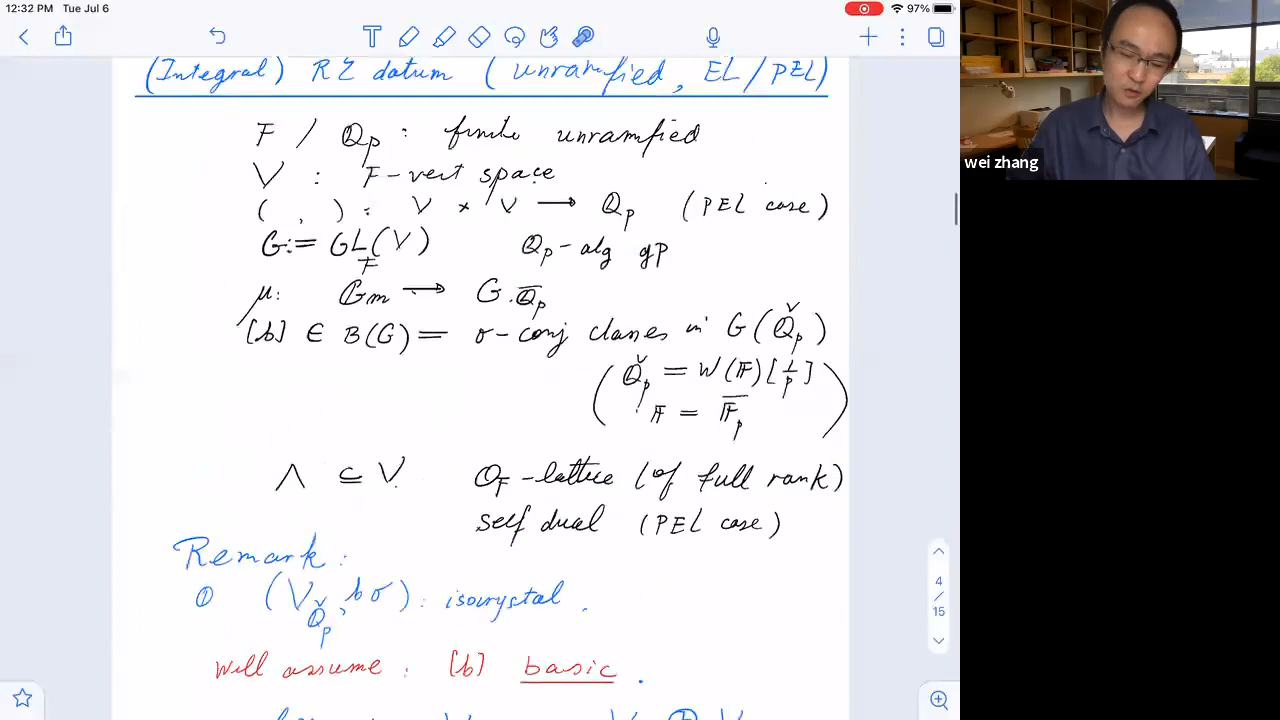 12:32 PM Tue Jul 6
97%
(Integral) RZ datum (unramified, EL/PEL)
F / ℚp : finite unramified
V : F-vect space
( , ) : V × V → ℚp (PEL case)
G := GL_F(V) ℚp-alg gp
μ: 𝔾m → G_ℚ̄p
[b] ∈ B(G) = σ-conj classes in G(ℚ̆p)
(ℚ̆p = W(𝔽)[1/p]
𝔽 = 𝔽̄p)
Λ ⊆ V. O_F-lattice (of full rank)
self dual (PEL case)
Remark:
① (V_ℚ̆p, bσ): isocrystal.
Will assume: [b] basic.
4
/
15
wei zhang